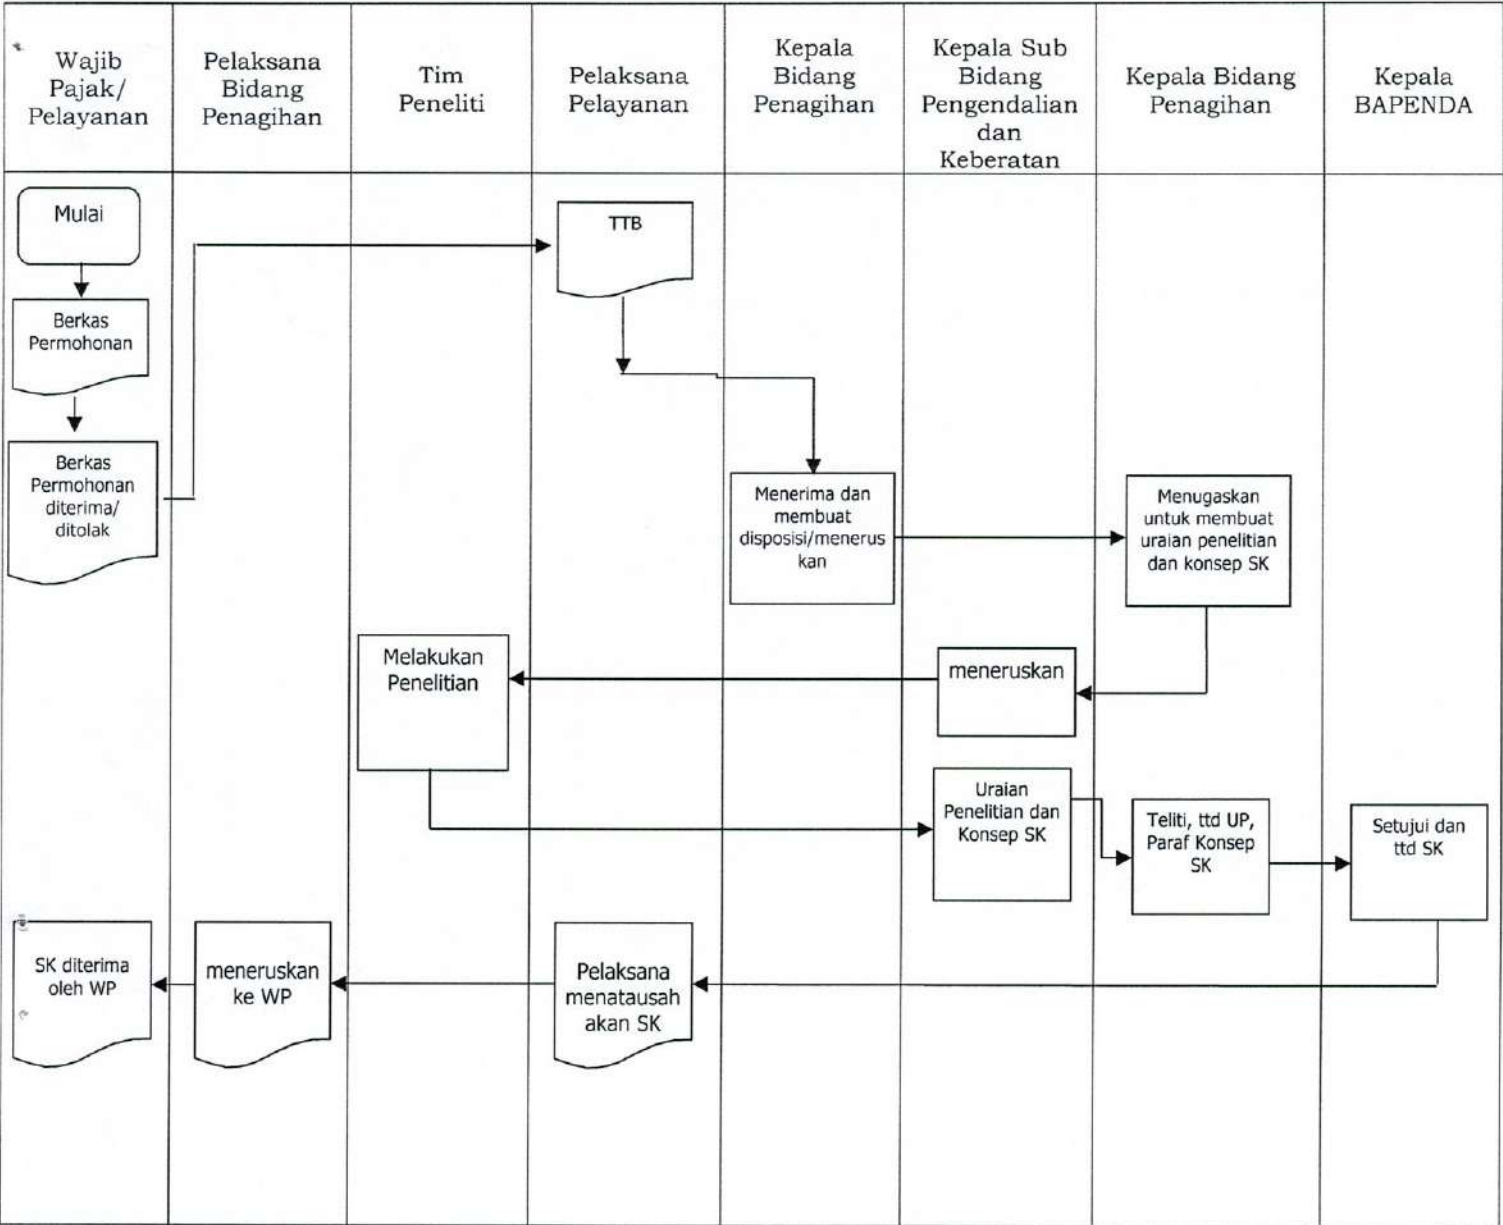 Wajib
Pajak/
Pelayanan
Pelaksana
Bidang
Penagihan
Tim
Peneliti
Pelaksana
Pelayanan
Kepala
Bidang
Penagihan
Kepala Sub
Bidang
Pengendalian
dan
Keberatan
Kepala Bidang
Penagihan
Kepala
BAPENDA
Mulai
TTB
Berkas
Permohonan
Berkas
Permohonan
diterima/
ditolak
Menerima dan
membuat
disposisi/menerus
kan
Menugaskan
untuk membuat
uraian penelitian
dan konsep SK
Melakukan
Penelitian
meneruskan
Uraian
Penelitian dan
Konsep SK
Teliti, ttd UP,
Paraf Konsep
SK
Setujui dan
ttd SK
SK diterima
oleh WP
meneruskan
ke WP
Pelaksana
menatausah
akan SK